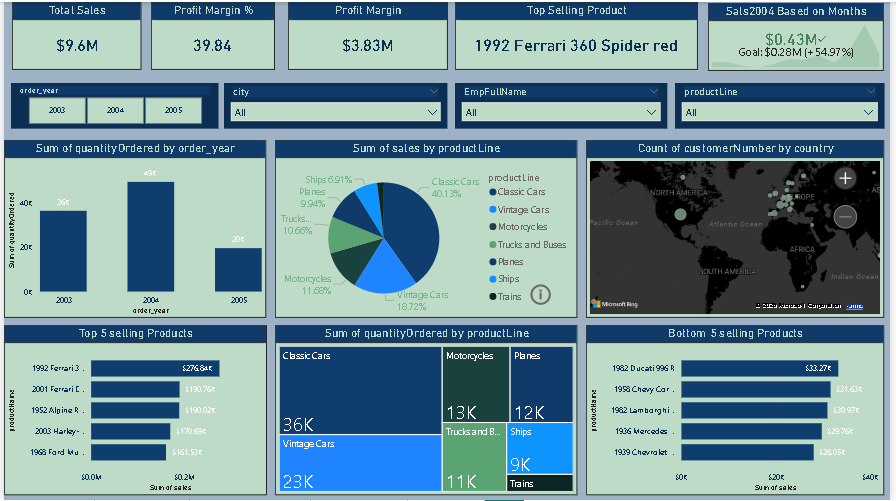 Total Sales
$9.6M
Profit Margin %
39.84
Profit Margin
$3.83M
Top Selling Product
1992 Ferrari 360 Spider red
Sals2004 Based on Months
$0.43M✓
Goal: $0.28M (+54.97%)
order_year
2003
2004
2005
city
All
EmpFullName
All
productLine
All
Sum of quantityOrdered by order_year
Sum of quantityOrdered
40K
20K
0K
36K
49K
20K
2003
2004
2005
order_year
Sum of sales by productLine
Ships 6.91%
Planes
9.94%
Trucks...
10.66%
Motorcycles
11.68%
Vintage Cars
18.72%
Classic Cars
40.13%
productLine
Classic Cars
Vintage Cars
Motorcycles
Trucks and Buses
Planes
Ships
Trains
Count of customerNumber by country
NORTH AMERICA
Pacific Ocean
Atlantic Ocean
AFRICA
SOUTH AMERICA
Indian Ocean
Microsoft Bing
Top 5 selling Products
productName
1992 Ferrari 3...
$276.84K
2001 Ferrari E...
$190.76K
1952 Alpine R...
$190.02K
2003 Harley-...
$170.69K
1968 Ford Mu...
$161.53K
$0.0M
$0.2M
Sum of sales
Sum of quantityOrdered by productLine
Classic Cars
36K
Vintage Cars
23K
Motorcycles
13K
Planes
12K
Trucks and B...
11K
Ships
9K
Trains
Bottom 5 selling Products
productName
1982 Ducati 996 R
$33.27K
1958 Chevy Cor...
$31.63K
1982 Lamborghi...
$30.97K
1936 Mercedes...
$29.76K
1939 Chevrolet...
$28.05K
$0K
$20K
$40K
Sum of sales